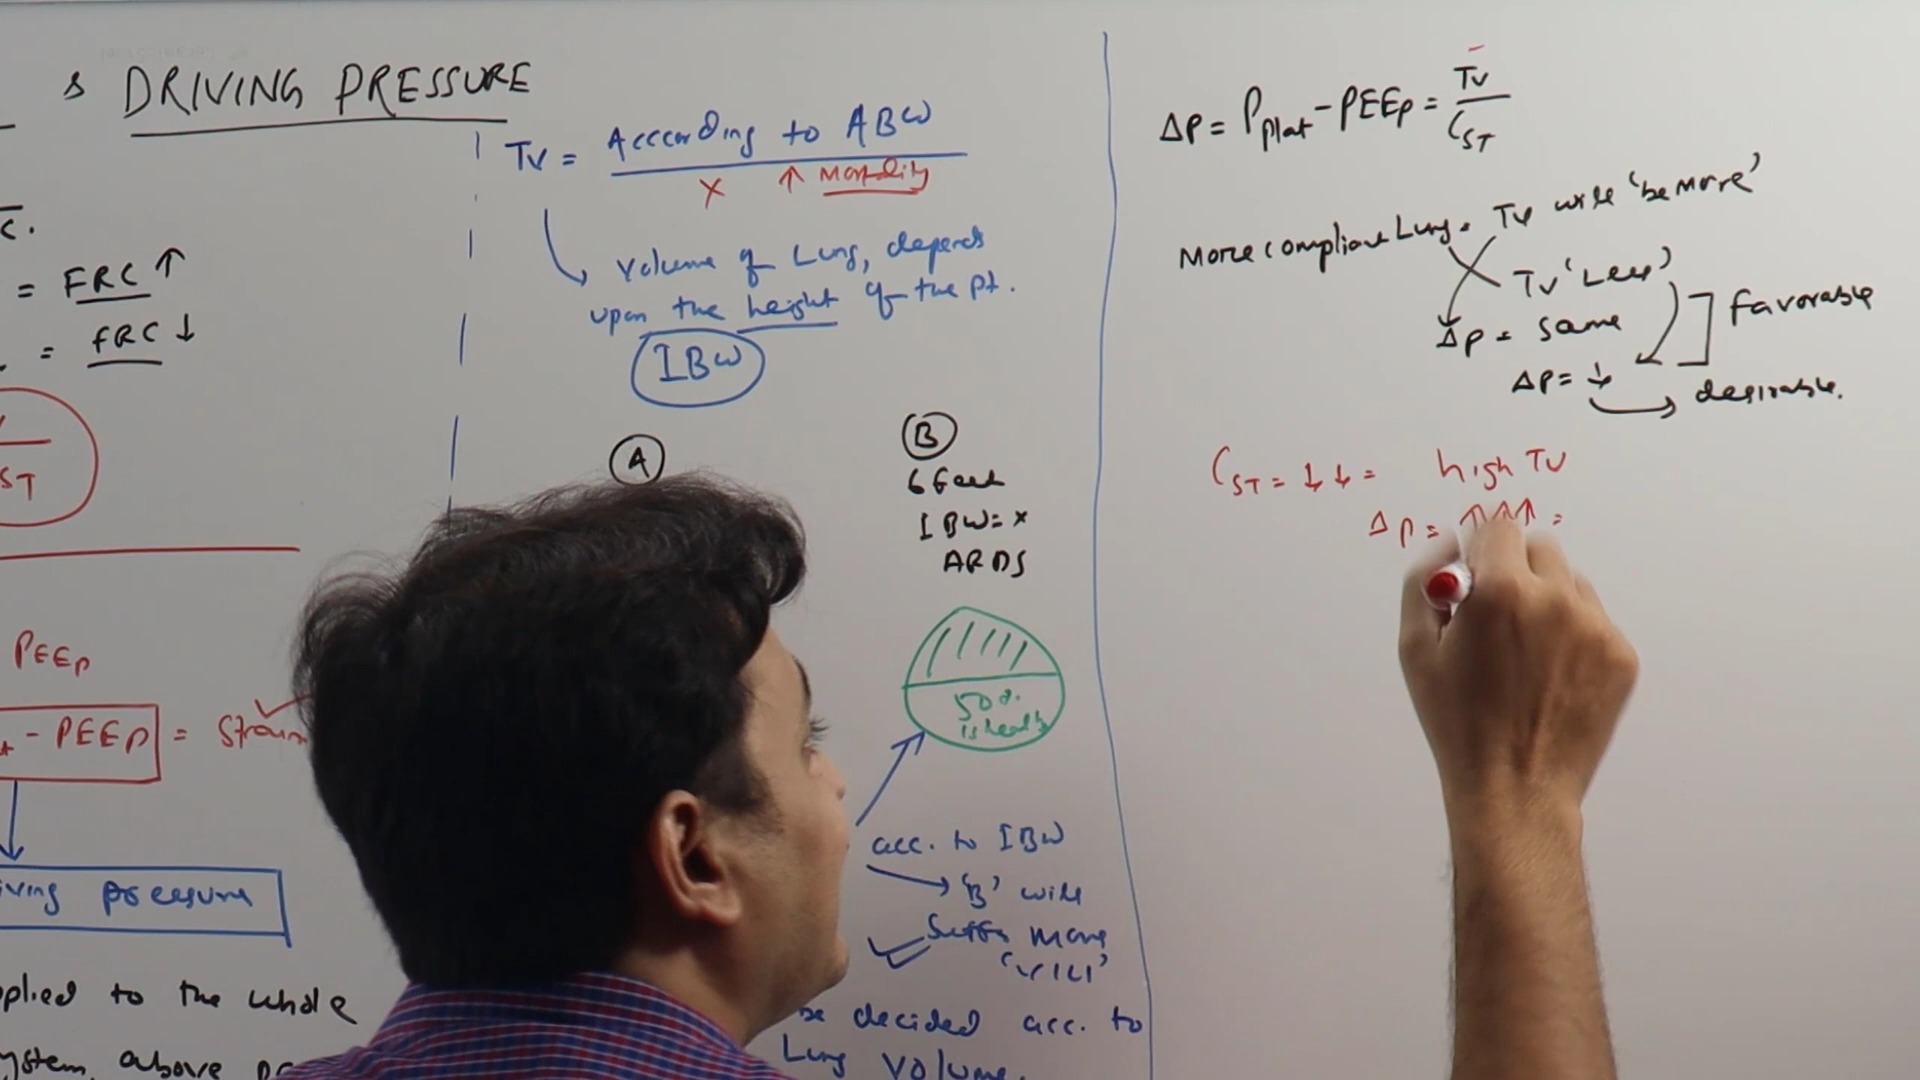 & DRIVING PRESSURE
C.
= FRC ↑
= FRC ↓
ST
PEEP
- PEEP = Strain
iving pressure
pplied to the whole
ystem, above
TV = Acccording to ABW
x ↑ Mortality
Volume of Lung, depends
upon the height of the pt.
IBW
A
B
6 Feet
IBW = x
ARDS
50%
is healthy
acc. to IBW
'B' will
Suffer more
'VILI'
be decided acc. to
Lung Volume.
ΔP = Pplat - PEEP = TV
CST
More compliant Lung = TV will 'be more'
TV 'Less'
ΔP = Same
Favorable
ΔP = ↓
desirable.
CST = ↓ ↓ = high TV
ΔP = ↑↑↑ =